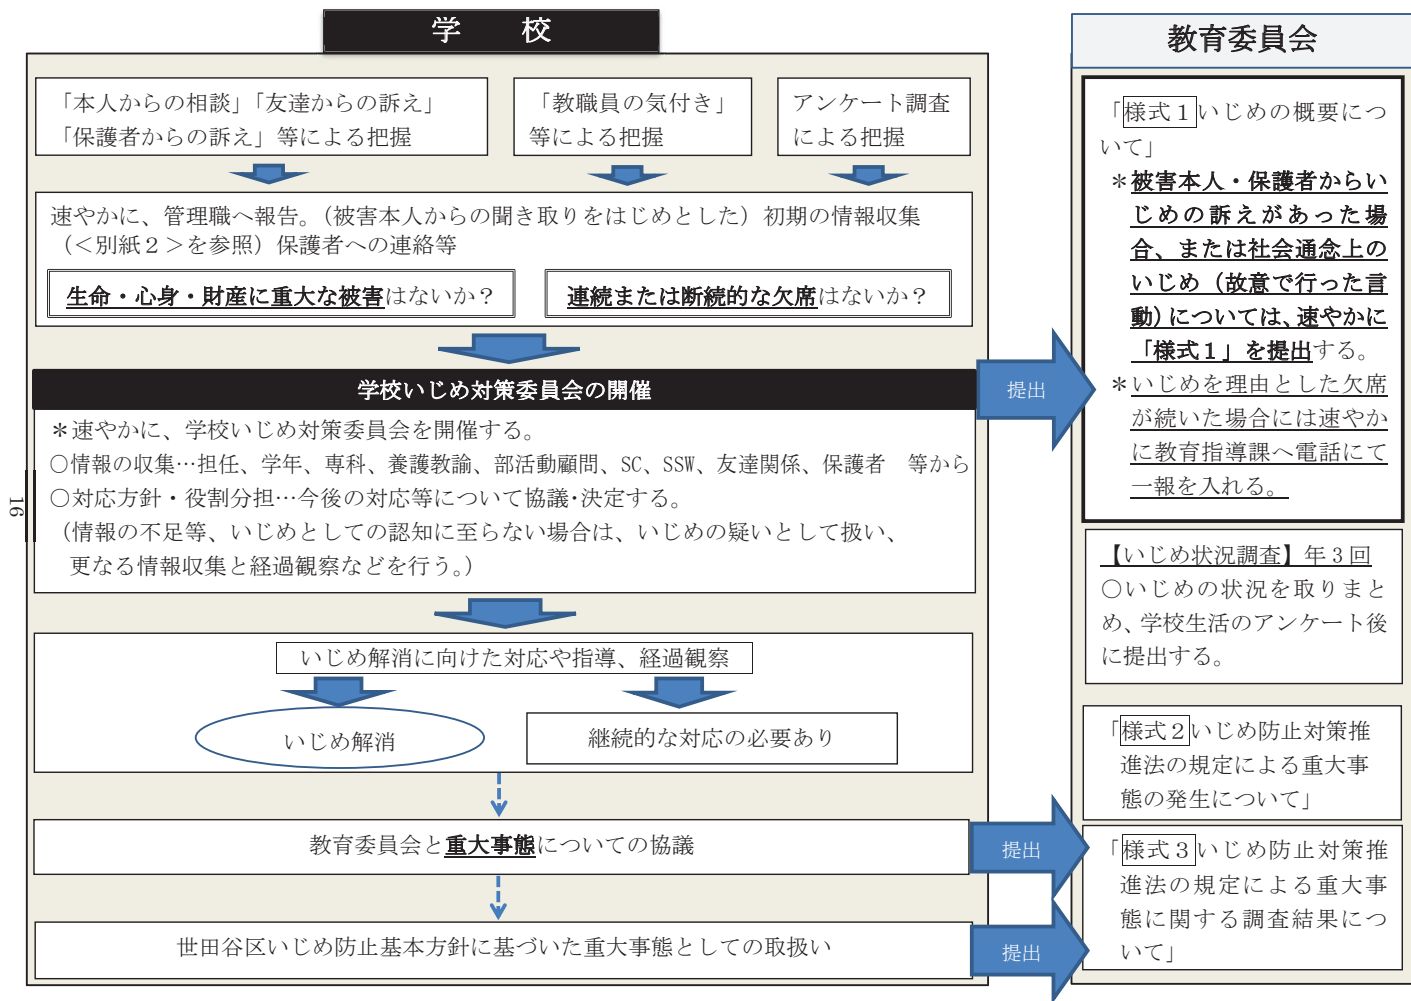 学　校
「本人からの相談」「友達からの訴え」
「保護者からの訴え」等による把握
「教職員の気付き」
等による把握
アンケート調査
による把握
速やかに、管理職へ報告。（被害本人からの聞き取りをはじめとした）初期の情報収集
（＜別紙２＞を参照）保護者への連絡等
生命・心身・財産に重大な被害はないか？
連続または断続的な欠席はないか？
学校いじめ対策委員会の開催
＊速やかに、学校いじめ対策委員会を開催する。
○情報の収集…担任、学年、専科、養護教諭、部活動顧問、SC、SSW、友達関係、保護者　等から
○対応方針・役割分担…今後の対応等について協議･決定する。
（情報の不足等、いじめとしての認知に至らない場合は、いじめの疑いとして扱い、
更なる情報収集と経過観察などを行う。）
いじめ解消に向けた対応や指導、経過観察
いじめ解消
継続的な対応の必要あり
教育委員会と重大事態についての協議
世田谷区いじめ防止基本方針に基づいた重大事態としての取扱い
16
提出
提出
提出
教育委員会
「様式１いじめの概要につ
いて」
＊被害本人・保護者からい
じめの訴えがあった場
合、または社会通念上の
いじめ（故意で行った言
動）については、速やかに
「様式１」を提出する。
＊いじめを理由とした欠席
が続いた場合には速やか
に教育指導課へ電話にて
一報を入れる。
【いじめ状況調査】年３回
○いじめの状況を取りまと
め、学校生活のアンケート後
に提出する。
「様式２いじめ防止対策推
進法の規定による重大事
態の発生について」
「様式３いじめ防止対策推
進法の規定による重大事
態に関する調査結果につ
いて」